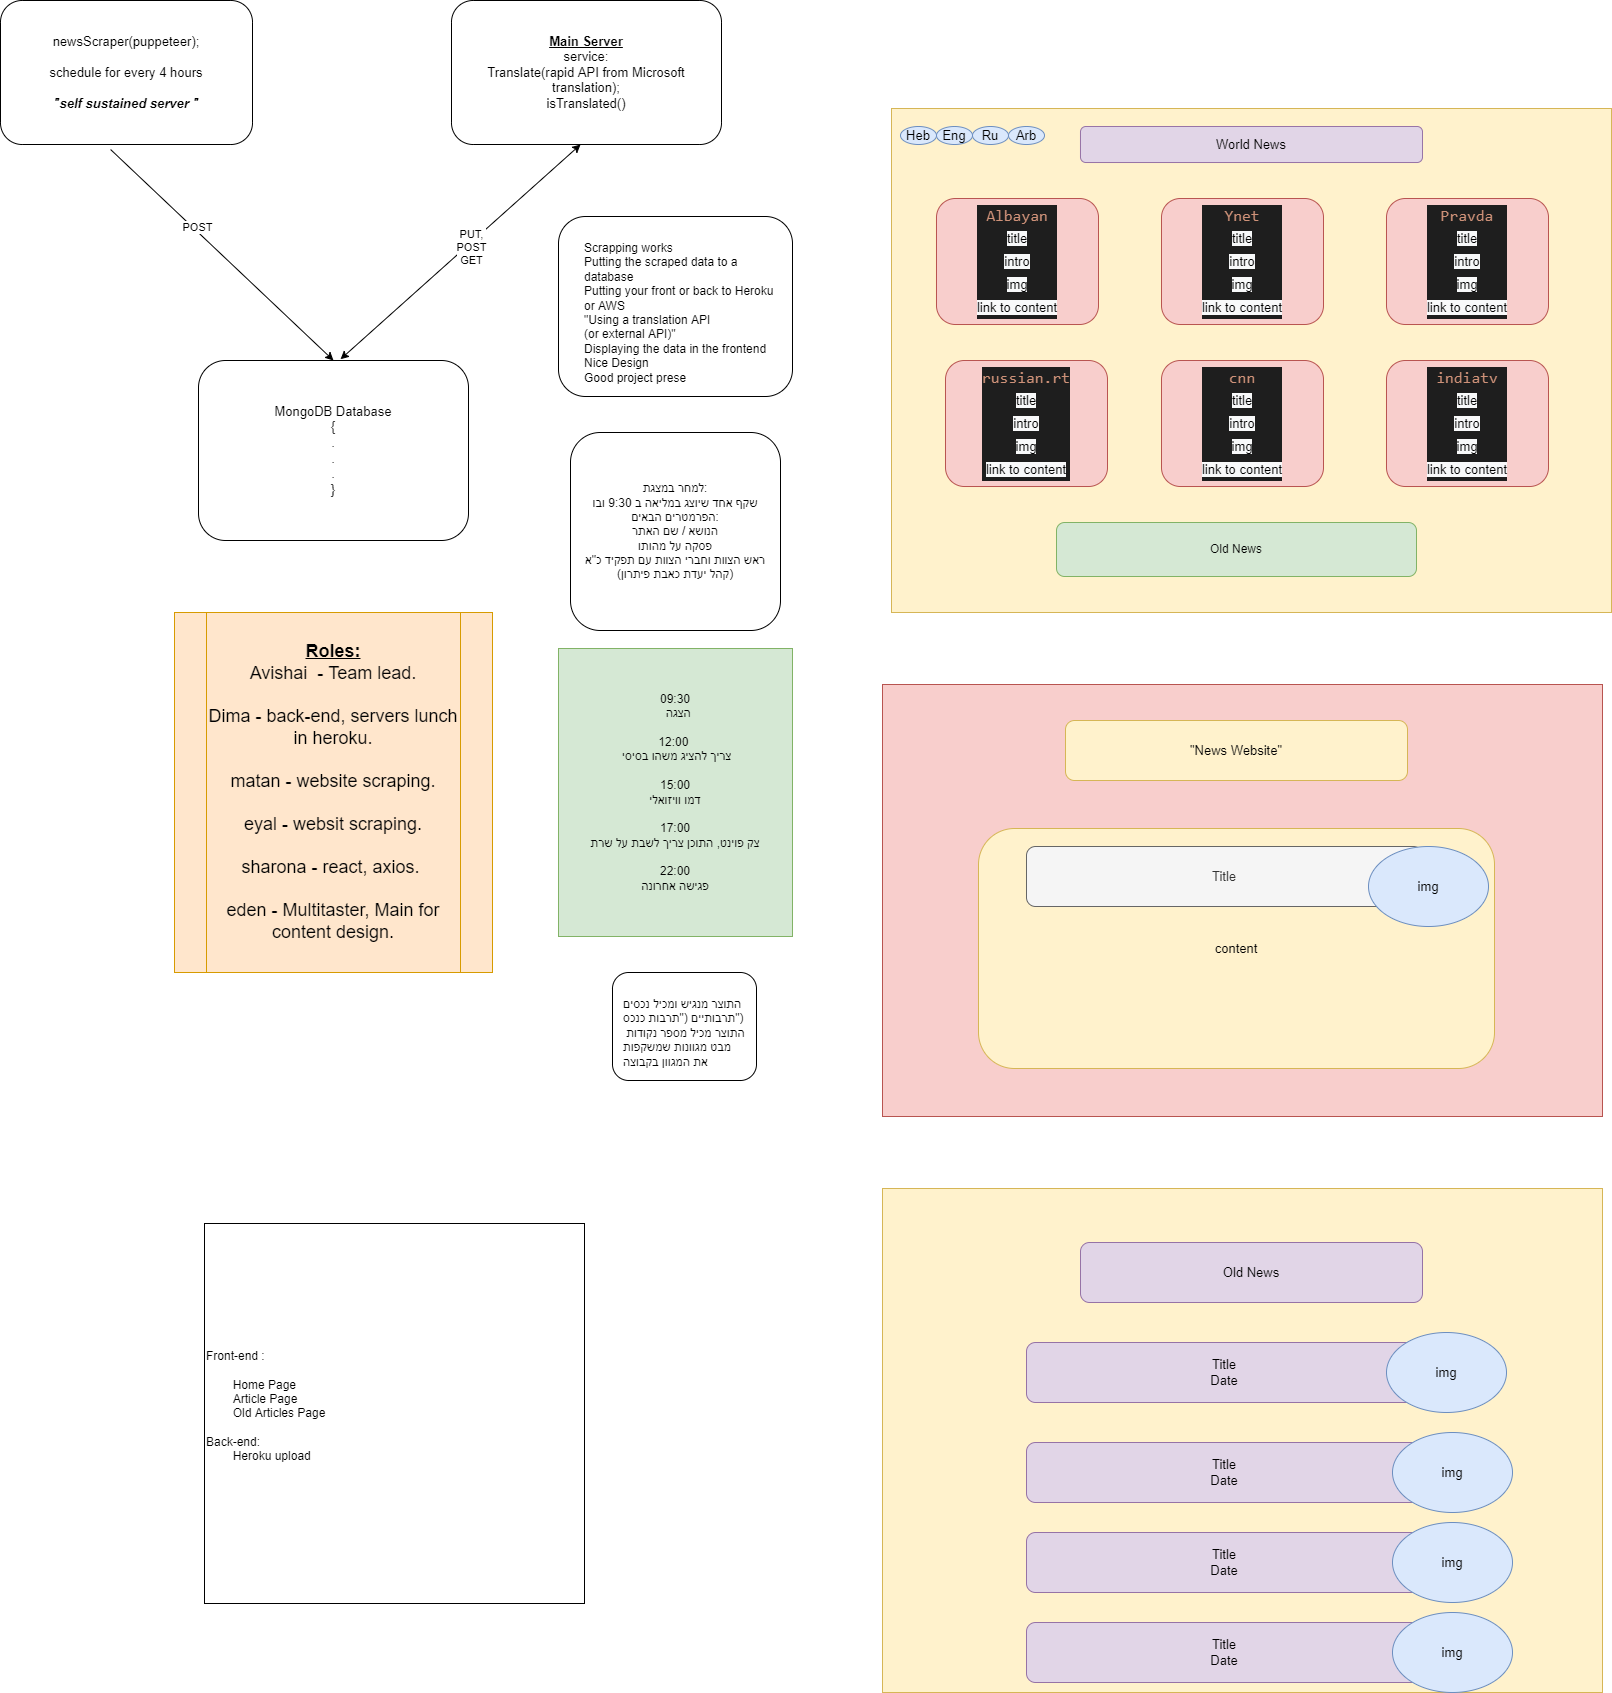 newsScraper(puppeteer);
schedule for every 4 hours
"self sustained server "
Main Server
service:
Translate(rapid API from Microsoft
translation);
isTranslated()
POST
PUT,
POST
GET
MongoDB Database
{
.
.
.
}
Scrapping works
Putting the scraped data to a
database
Putting your front or back to Heroku
or AWS
"Using a translation API
(or external API)"
Displaying the data in the frontend
Nice Design
Good project prese
למחר במצגת:
שקף אחד שיוצג במליאה ב 9:30 ובו
הפרמטרים הבאים:
הנושא / שם האתר
פסקה על מהותו
ראש הצוות וחברי הצוות עם תפקיד כ"א
(קהל יעדת כאבת פיתרון)
Roles:
Avishai  - Team lead.
Dima - back-end, servers lunch
in heroku.
matan - website scraping.
eyal - websit scraping.
sharona - react, axios.
eden - Multitaster, Main for
content design.
09:30
הצגה
12:00
צריך להציג משהו בסיסי
15:00
דמו וויזואלי
17:00
צק פוינט, התוכן צריך לשבת על שרת
22:00
פגישה אחרונה
התוצר מנגיש ומכיל נכסים
תרבותיים ("תרבות כנכס")
התוצר מכיל מספר נקודות
מבט מגוונות שמשקפות
את המגוון בקבוצה
Front-end :
Home Page
Article Page
Old Articles Page
Back-end:
Heroku upload
Heb Eng Ru Arb
World News
Albayan
title
intro
img
link to content
Ynet
title
intro
img
link to content
Pravda
title
intro
img
link to content
russian.rt
title
intro
img
link to content
cnn
title
intro
img
link to content
indiatv
title
intro
img
link to content
Old News
"News Website"
Title
img
content
Old News
Title
Date
img
Title
Date
img
Title
Date
img
Title
Date
img